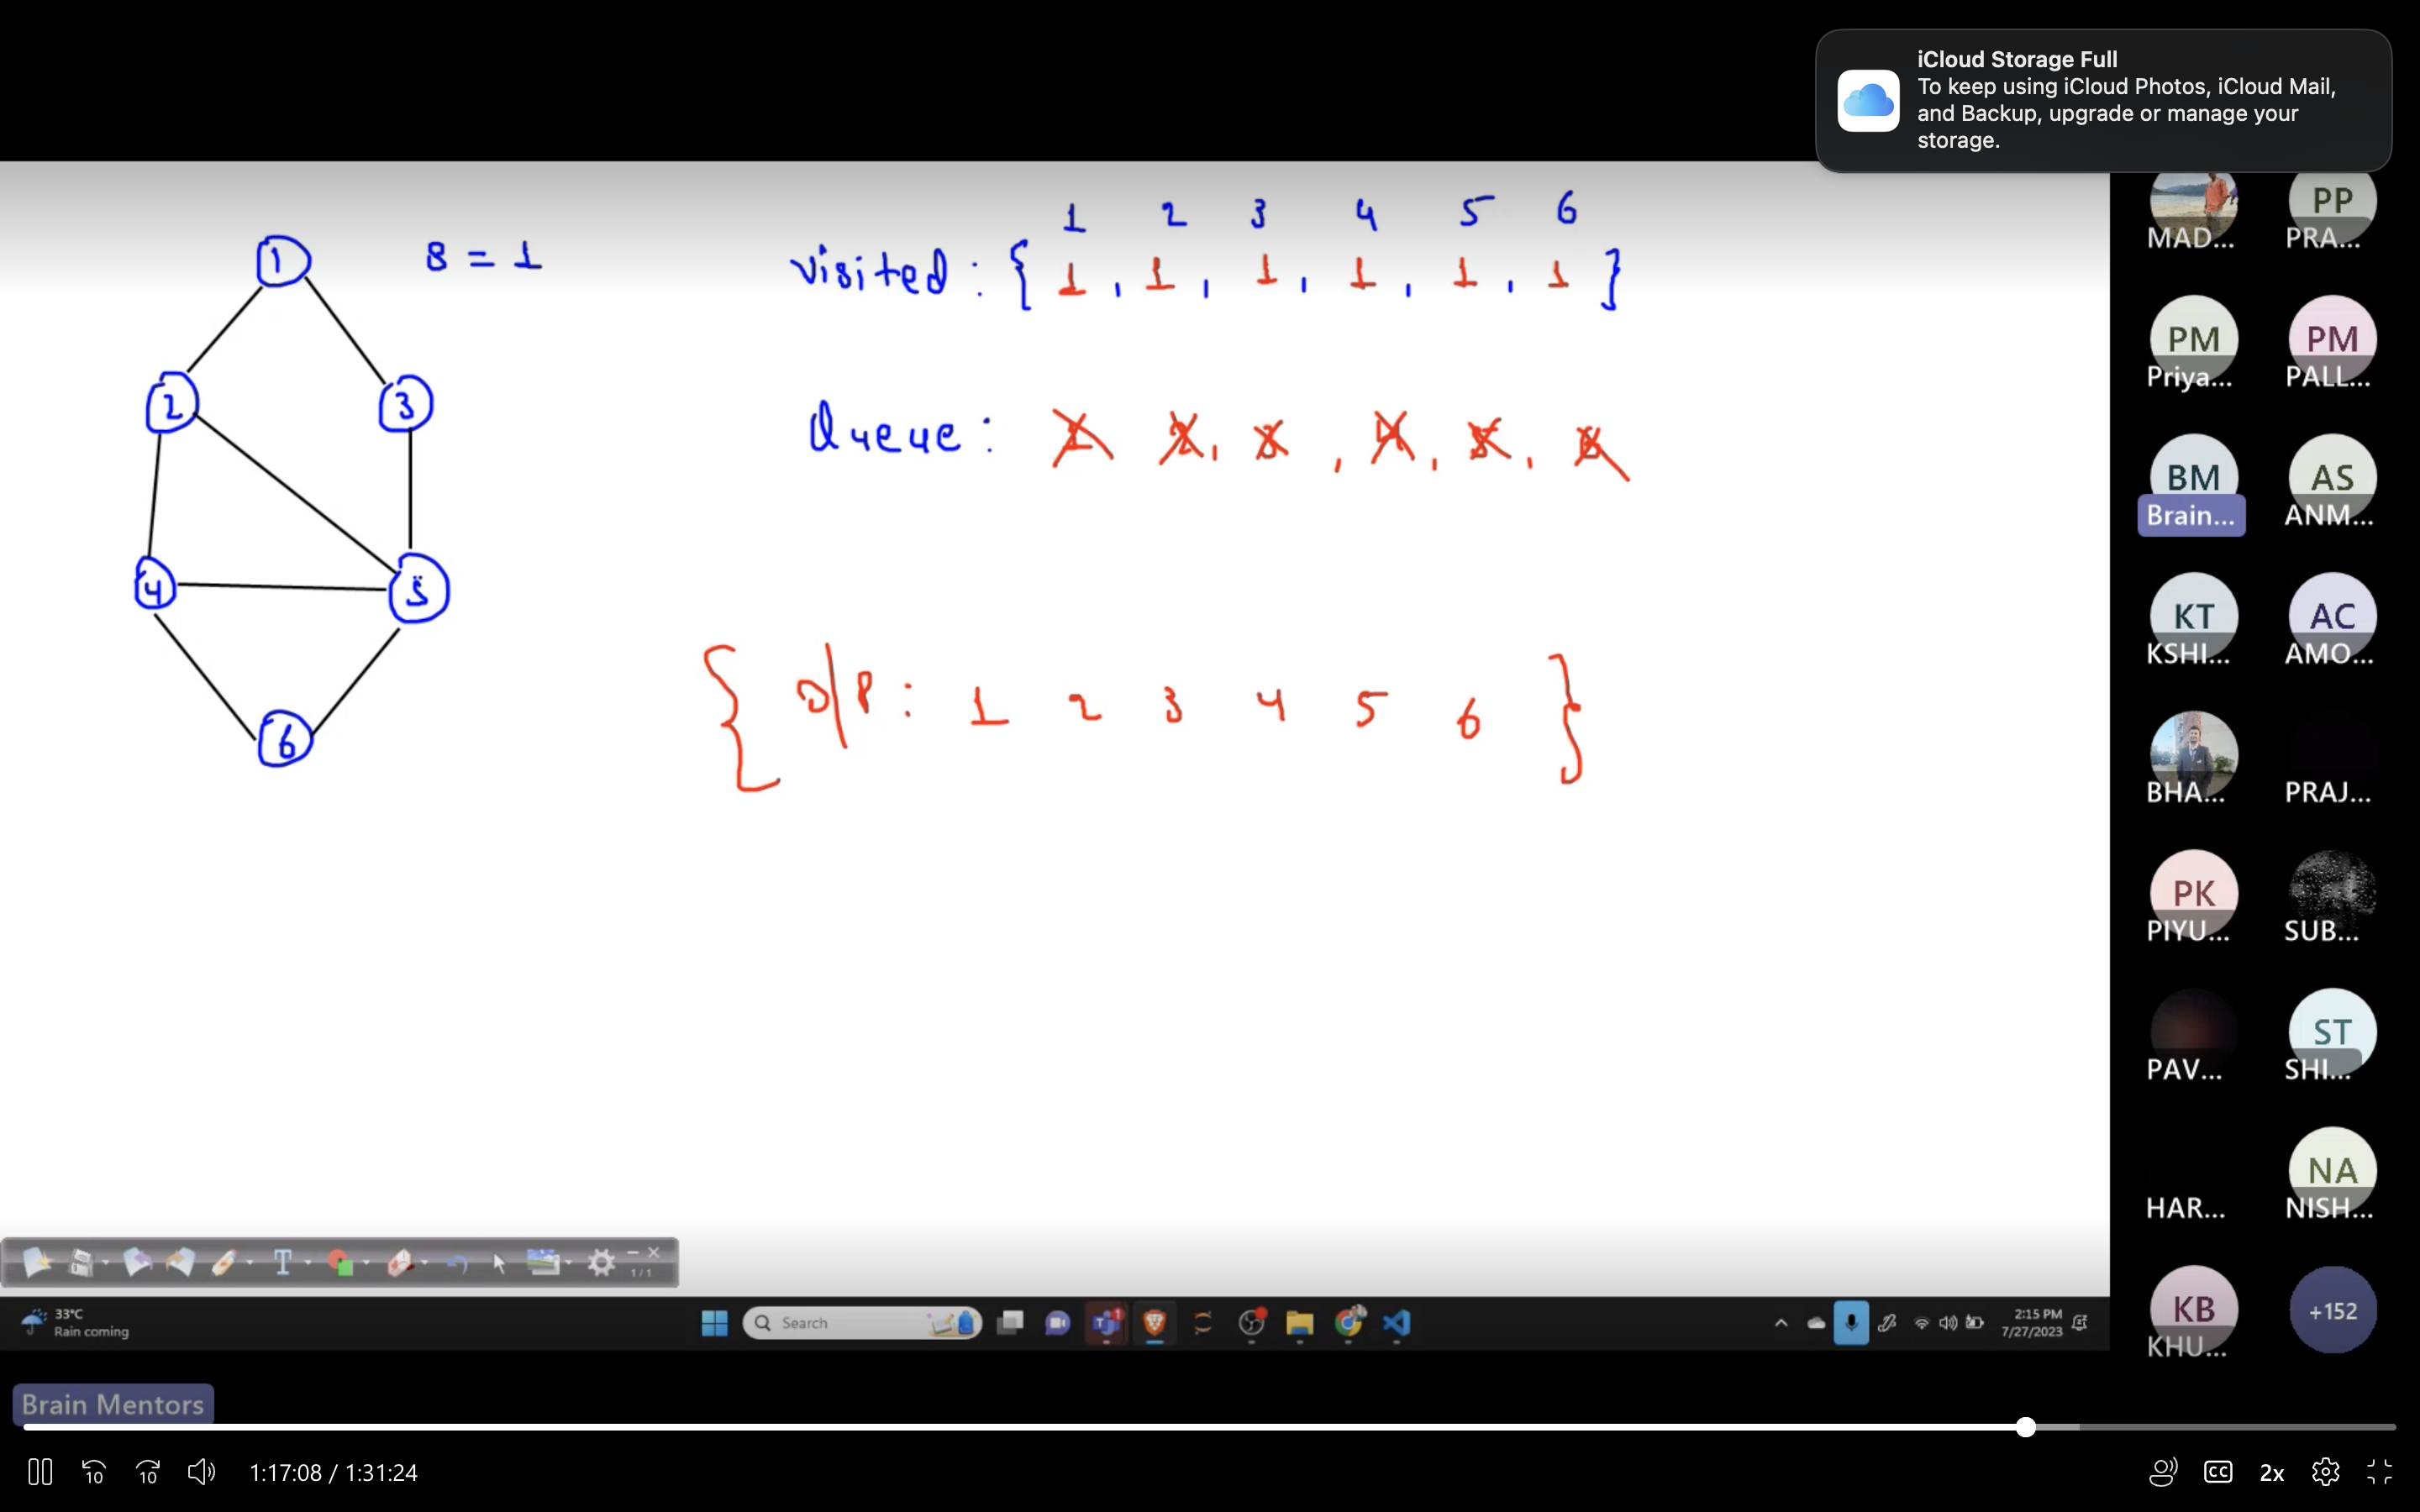 iCloud Storage Full
To keep using iCloud Photos, iCloud Mail,
and Backup, upgrade or manage your
storage.
1 2 3 4 5 6
S = 1
visited : { 1 , 1 , 1 , 1 , 1 , 1 }
1
2 3
Queue : 1 2, 3 , 4, 5, 6
4 5
6
{ O/P : 1 2 3 4 5 6 }
MAD... PP PRA...
PM Priya... PM PALL...
BM Brain... AS ANM...
KT KSHI... AC AMO...
BHA... PRAJ...
PK PIYU... SUB...
PAV... ST SHI...
HAR... NA NISH...
KB KHU... +152
T 1/1
33°C
Rain coming
Search
2:15 PM
7/27/2023
Brain Mentors
10 10 1:17:08 / 1:31:24 CC 2x